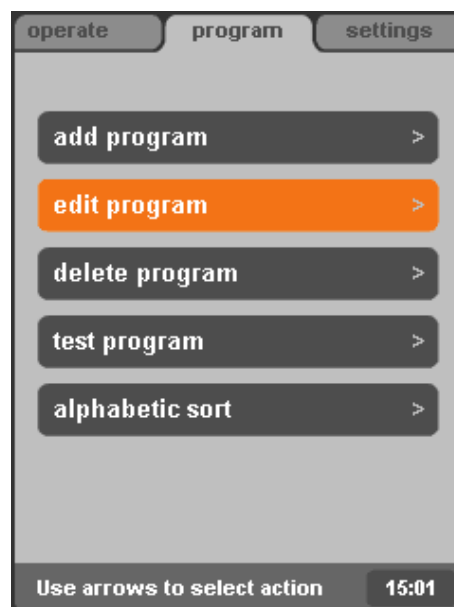 operate program settings
add program >
edit program >
delete program >
test program >
alphabetic sort >
Use arrows to select action 15:01